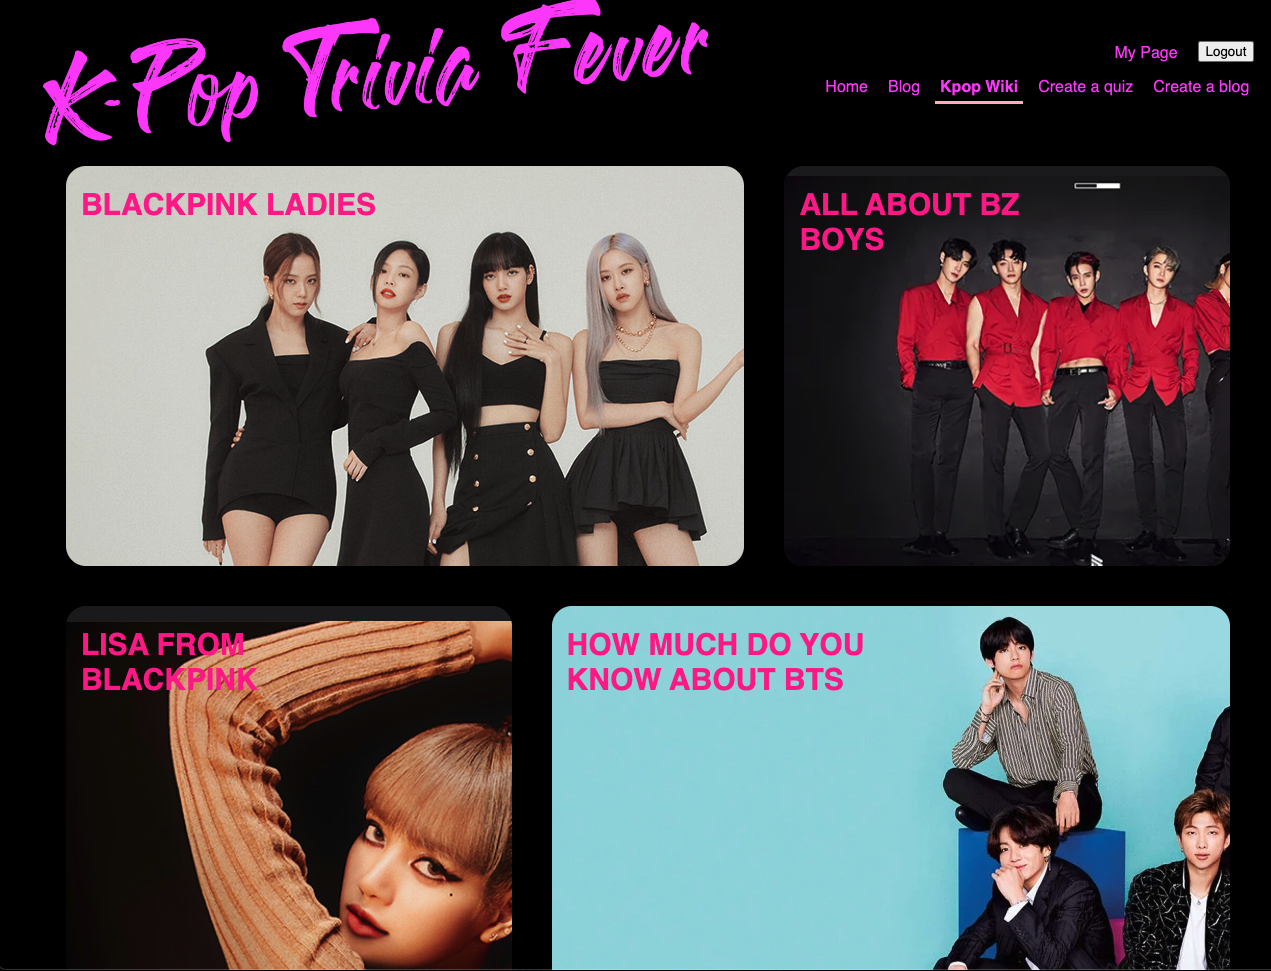 K-Pop Trivia Fever
My Page
Logout
Home
Blog
Kpop Wiki
Create a quiz
Create a blog
BLACKPINK LADIES
ALL ABOUT BZ
BOYS
LISA FROM
BLACKPINK
HOW MUCH DO YOU
KNOW ABOUT BTS